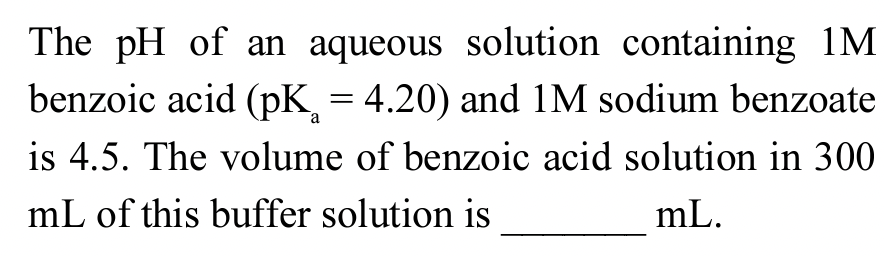 The pH of an aqueous solution containing 1M
benzoic acid (pKₐ = 4.20) and 1M sodium benzoate
is 4.5. The volume of benzoic acid solution in 300
mL of this buffer solution is _______ mL.